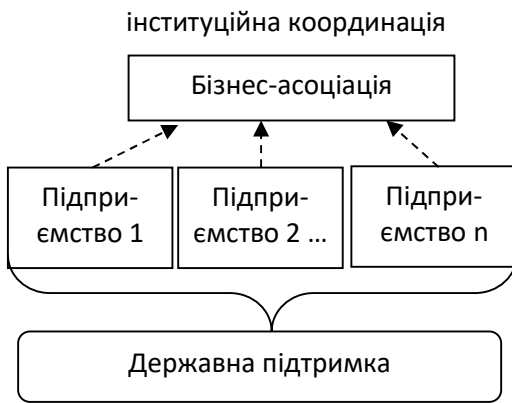 інституційна координація
Бізнес-асоціація
Підпри-
ємство 1
Підпри-
ємство 2 ...
Підпри-
ємство n
Державна підтримка